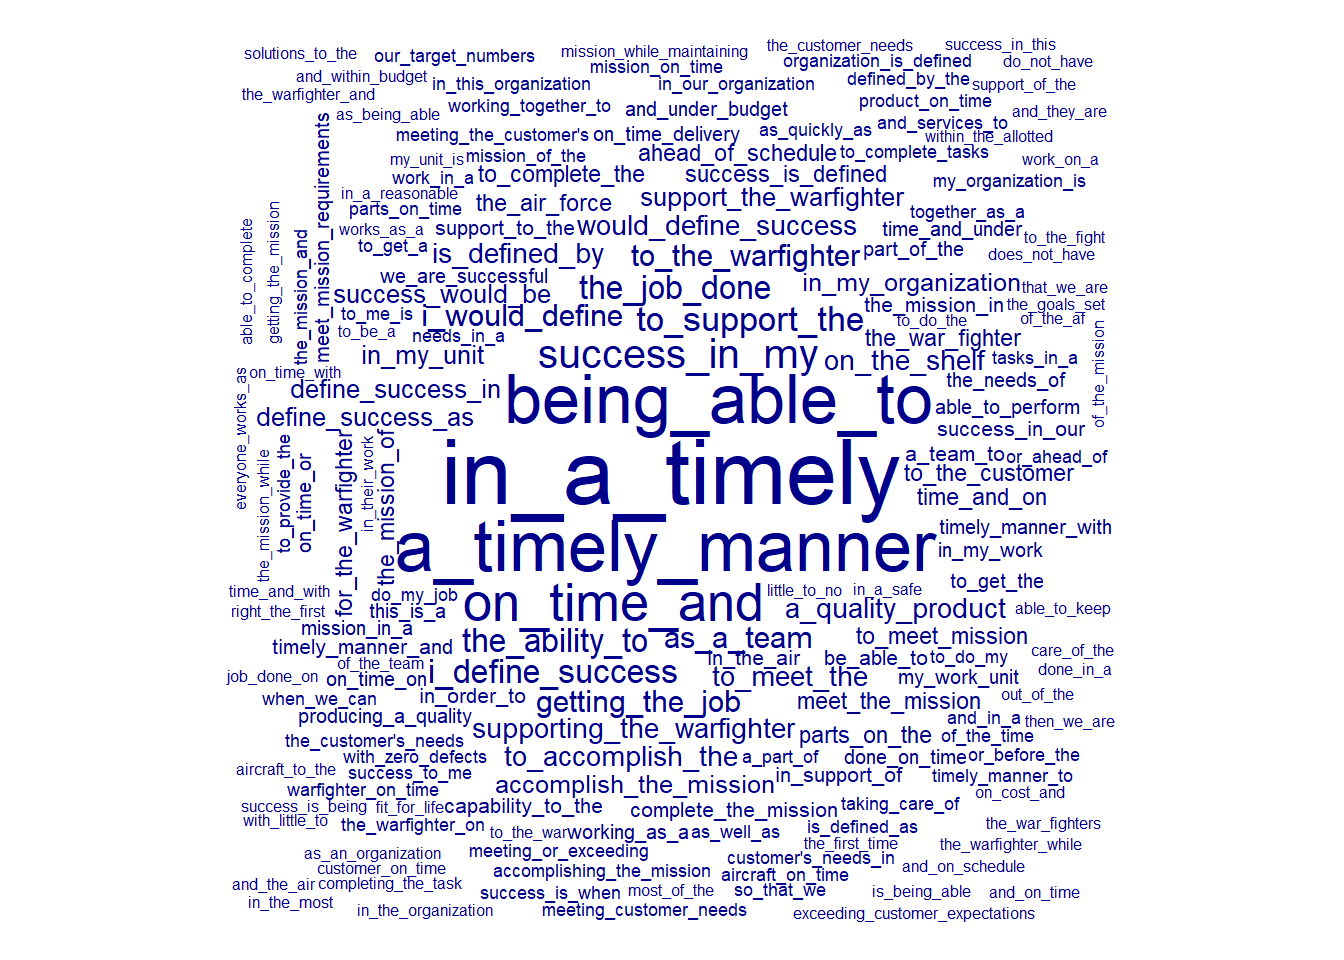 solutions_to_the our_target_numbers mission_while_maintaining the_customer_needs success_in_this
and_within_budget in_this_organization mission_on_time in_our_organization organization_is_defined defined_by_the do_not_have
the_warfighter_and as_being_able working_together_to and_under_budget product_on_time support_of_the
meeting_the_customer's on_time_delivery as_quickly_as and_services_to and_they_are
my_unit_is mission_of_the ahead_of_schedule to_complete_tasks within_the_allotted
work_in_a to_complete_the success_is_defined my_organization_is work_on_a
in_a_reasonable
parts_on_time the_air_force support_the_warfighter together_as_a
works_as_a support_to_the would_define_success time_and_under to_the_fight
to_get_a is_defined_by to_the_warfighter part_of_the does_not_have
we_are_successful
success_would_be the_job_done in_my_organization that_we_are
to_me_is i_would_define to_support_the the_mission_in the_goals_set
to_be_a needs_in_a to_do_the of_the_af
the_war_fighter
in_my_unit success_in_my on_the_shelf tasks_in_a
able_to_complete
getting_the_mission
the_mission_and
meet_mission_requirements
of_the_mission
on_time_with
define_success_in being_able_to the_needs_of
define_success_as able_to_perform
success_in_our
everyone_works_as
the_mission_while
to_provide_the
on_time_or
for_the_warfighter
in_their_work
the_mission_of
in_a_timely
a_team_to or_ahead_of
to_the_customer
time_and_on
a_timely_manner timely_manner_with
in_my_work
time_and_with do_my_job on_time_and little_to_no in_a_safe to_get_the
right_the_first this_is_a a_quality_product able_to_keep
mission_in_a
timely_manner_and the_ability_to as_a_team to_meet_mission
of_the_team in_the_air be_able_to to_do_my care_of_the
job_done_on on_time_on i_define_success to_meet_the my_work_unit done_in_a
when_we_can in_order_to getting_the_job meet_the_mission out_of_the
producing_a_quality and_in_a then_we_are
the_customer's_needs supporting_the_warfighter parts_on_the of_the_time
with_zero_defects to_accomplish_the a_part_of done_on_time or_before_the
aircraft_to_the success_to_me accomplish_the_mission in_support_of timely_manner_to
warfighter_on_time on_cost_and
success_is_being fit_for_life capability_to_the complete_the_mission taking_care_of
with_little_to the_warfighter_on to_the_war working_as_a as_well_as is_defined_as the_war_fighters
as_an_organization meeting_or_exceeding the_first_time the_warfighter_while
customer_on_time accomplishing_the_mission customer's_needs_in and_on_schedule
and_the_air completing_the_task aircraft_on_time
in_the_most success_is_when most_of_the so_that_we is_being_able and_on_time
in_the_organization meeting_customer_needs exceeding_customer_expectations